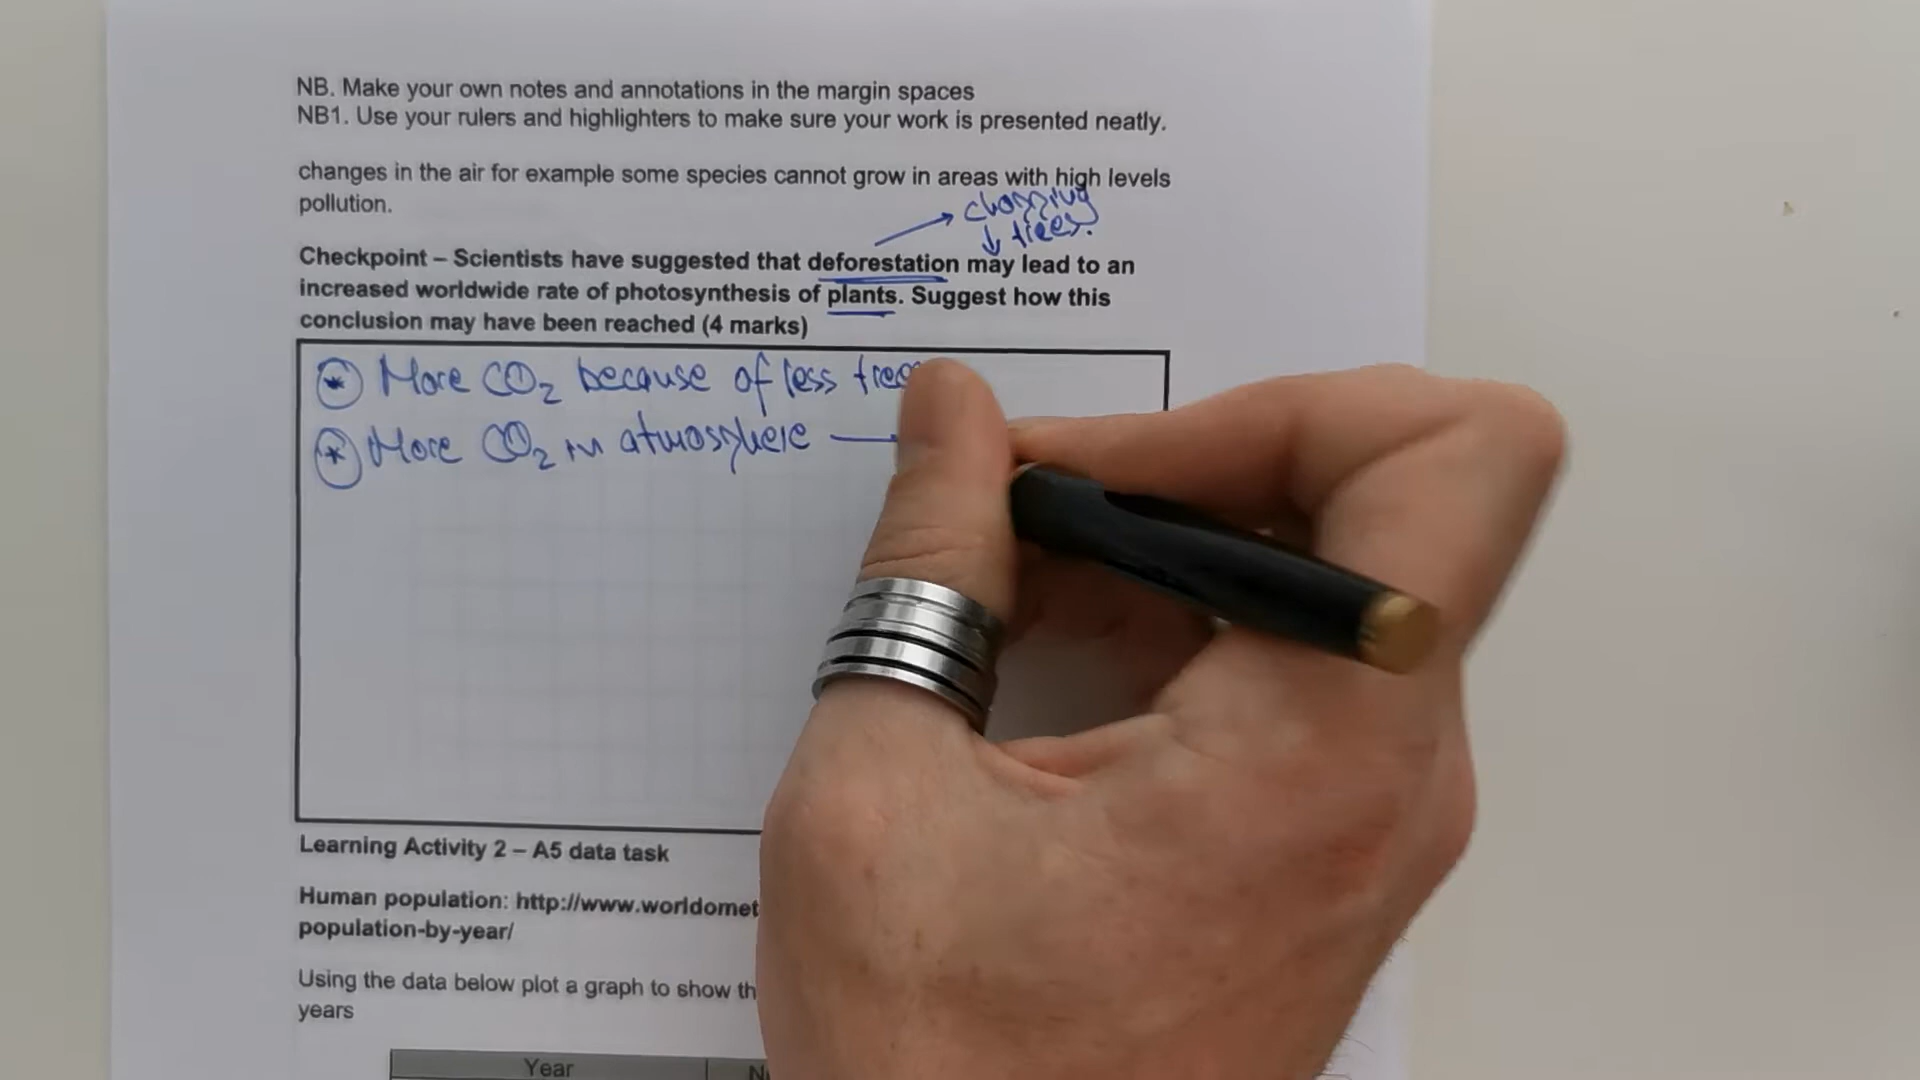 NB. Make your own notes and annotations in the margin spaces
NB1. Use your rulers and highlighters to make sure your work is presented neatly.
changes in the air for example some species cannot grow in areas with high levels
pollution.
chopping
trees.
Checkpoint – Scientists have suggested that deforestation may lead to an
increased worldwide rate of photosynthesis of plants. Suggest how this
conclusion may have been reached (4 marks)
More CO2 because of less tree
More CO2 in atmosphere
Learning Activity 2 – A5 data task
Human population: http://www.worldomet
population-by-year/
Using the data below plot a graph to show th
years
Year N